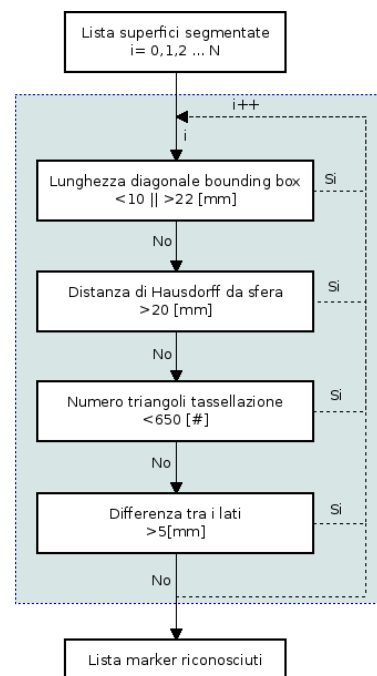 Lista superfici segmentate
i= 0,1,2 ... N
i++
i
Lunghezza diagonale bounding box
<10 || >22 [mm]
Si
No
Distanza di Hausdorff da sfera
>20 [mm]
Si
No
Numero triangoli tassellazione
<650 [#]
Si
No
Differenza tra i lati
>5[mm]
Si
No
Lista marker riconosciuti